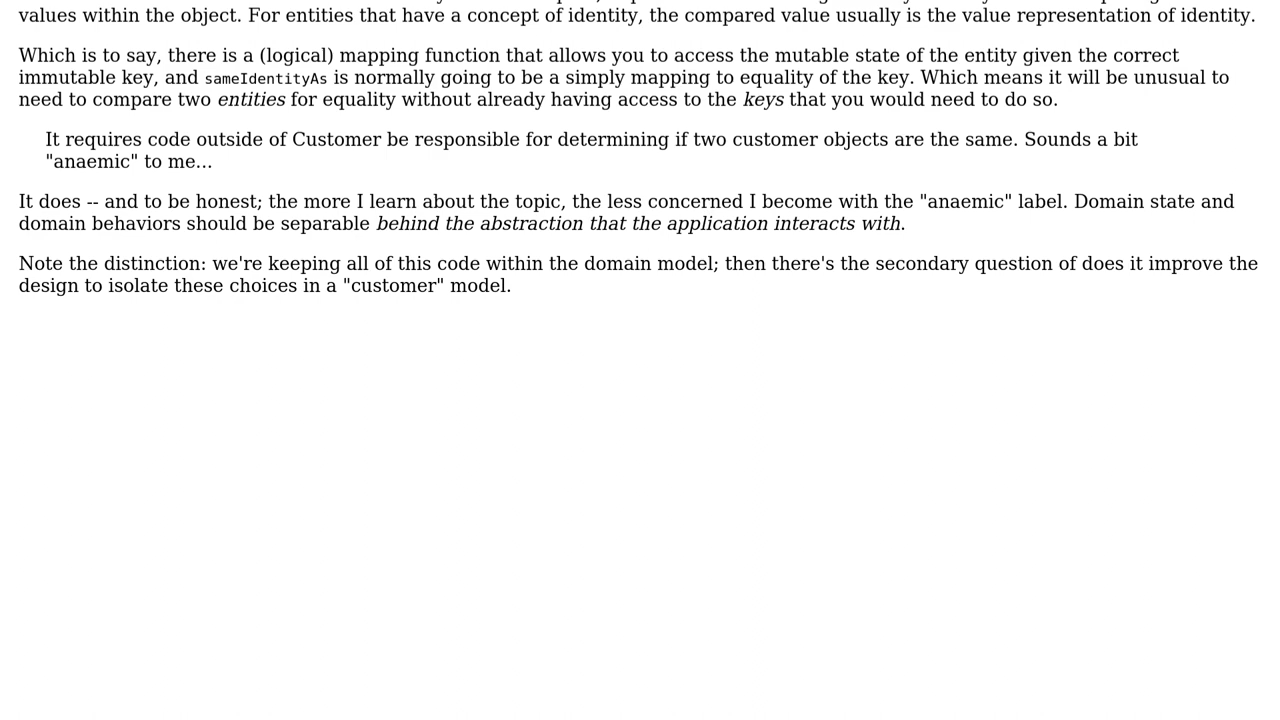 values within the object. For entities that have a concept of identity, the compared value usually is the value representation of identity.
Which is to say, there is a (logical) mapping function that allows you to access the mutable state of the entity given the correct
immutable key, and sameIdentityAs is normally going to be a simply mapping to equality of the key. Which means it will be unusual to
need to compare two entities for equality without already having access to the keys that you would need to do so.
It requires code outside of Customer be responsible for determining if two customer objects are the same. Sounds a bit
"anaemic" to me...
It does -- and to be honest; the more I learn about the topic, the less concerned I become with the "anaemic" label. Domain state and
domain behaviors should be separable behind the abstraction that the application interacts with.
Note the distinction: we're keeping all of this code within the domain model; then there's the secondary question of does it improve the
design to isolate these choices in a "customer" model.